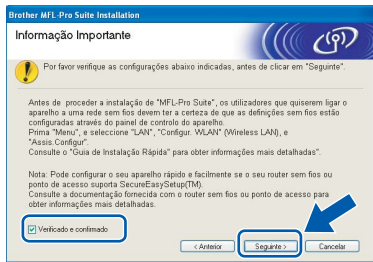 Brother MFL-Pro Suite Installation
Informação Importante
Por favor verifique as configurações abaixo indicadas, antes de clicar em "Seguinte".
Antes de proceder a instalação de "MFL-Pro Suite", os utilizadores que quiserem ligar o
aparelho a uma rede sem fios devem ter a certeza de que as definições sem fios estão
configuradas através do painel de controlo do aparelho.
Prima "Menu", e seleccione "LAN", "Configur. WLAN" (Wireless LAN), e
"Assis.Configur".
Consulte o "Guia de Instalação Rápida" para obter informações mais detalhadas".
Nota: Pode configurar o seu aparelho rápido e facilmente se o seu router sem fios ou
ponto de acesso suporta SecureEasySetup(TM).
Consulte a documentação fornecida com o router sem fios ou ponto de acesso para
obter informações mais detalhadas.
Verificado e confirmado
< Anterior Seguinte > Cancelar